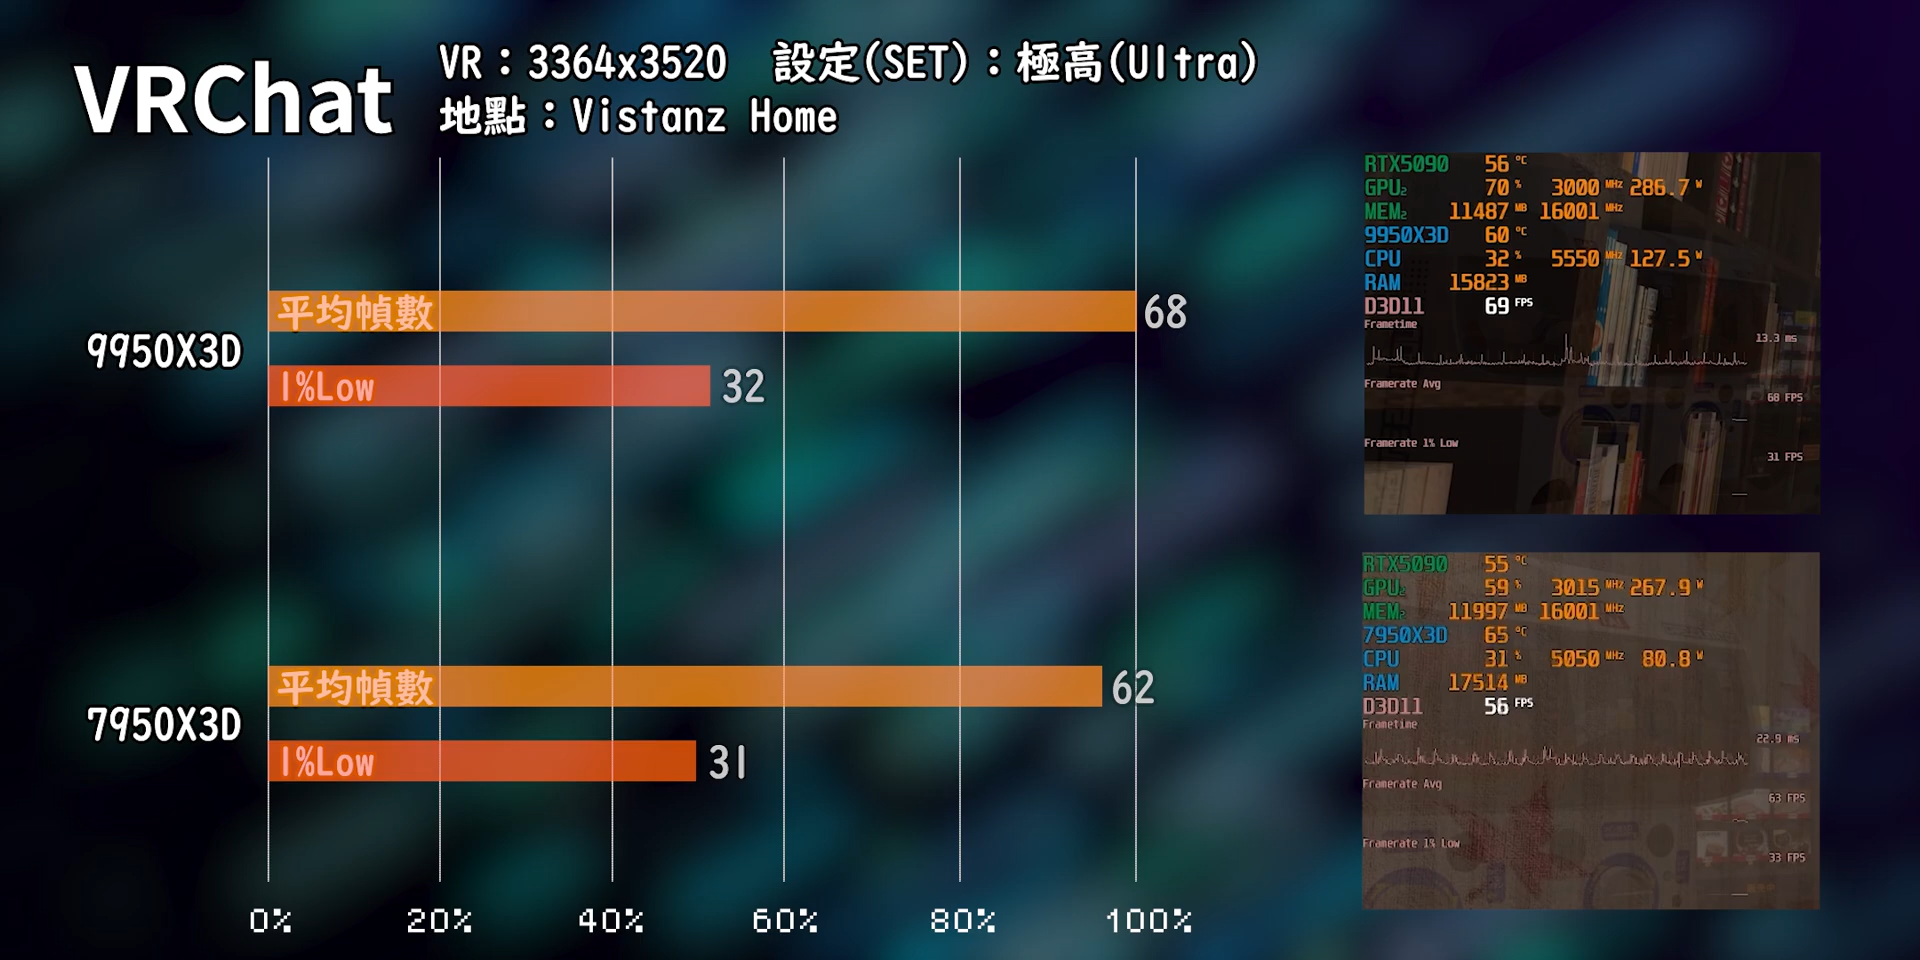 VRChat
VR：3364x3520 設定(SET)：極高(Ultra)
地點：Vistanz Home
9950X3D
平均幀數 68
1%Low 32
7950X3D
平均幀數 62
1%Low 31
0% 20% 40% 60% 80% 100%
RTX5090 56 °C
GPU₂ 70 % 3000 MHz 286.7 W
MEM₂ 11487 MB 16001 MHz
9950X3D 60 °C
CPU 32 % 5550 MHz 127.5 W
RAM 15823 MB
D3D11 69 FPS
Frametime
13.3 ms
Framerate Avg
68 FPS
Framerate 1% Low
31 FPS
RTX5090 55 °C
GPU₂ 59 % 3015 MHz 267.9 W
MEM₂ 11997 MB 16001 MHz
7950X3D 65 °C
CPU 31 % 5050 MHz 80.8 W
RAM 17514 MB
D3D11 56 FPS
Frametime
22.9 ms
Framerate Avg
63 FPS
Framerate 1% Low
33 FPS